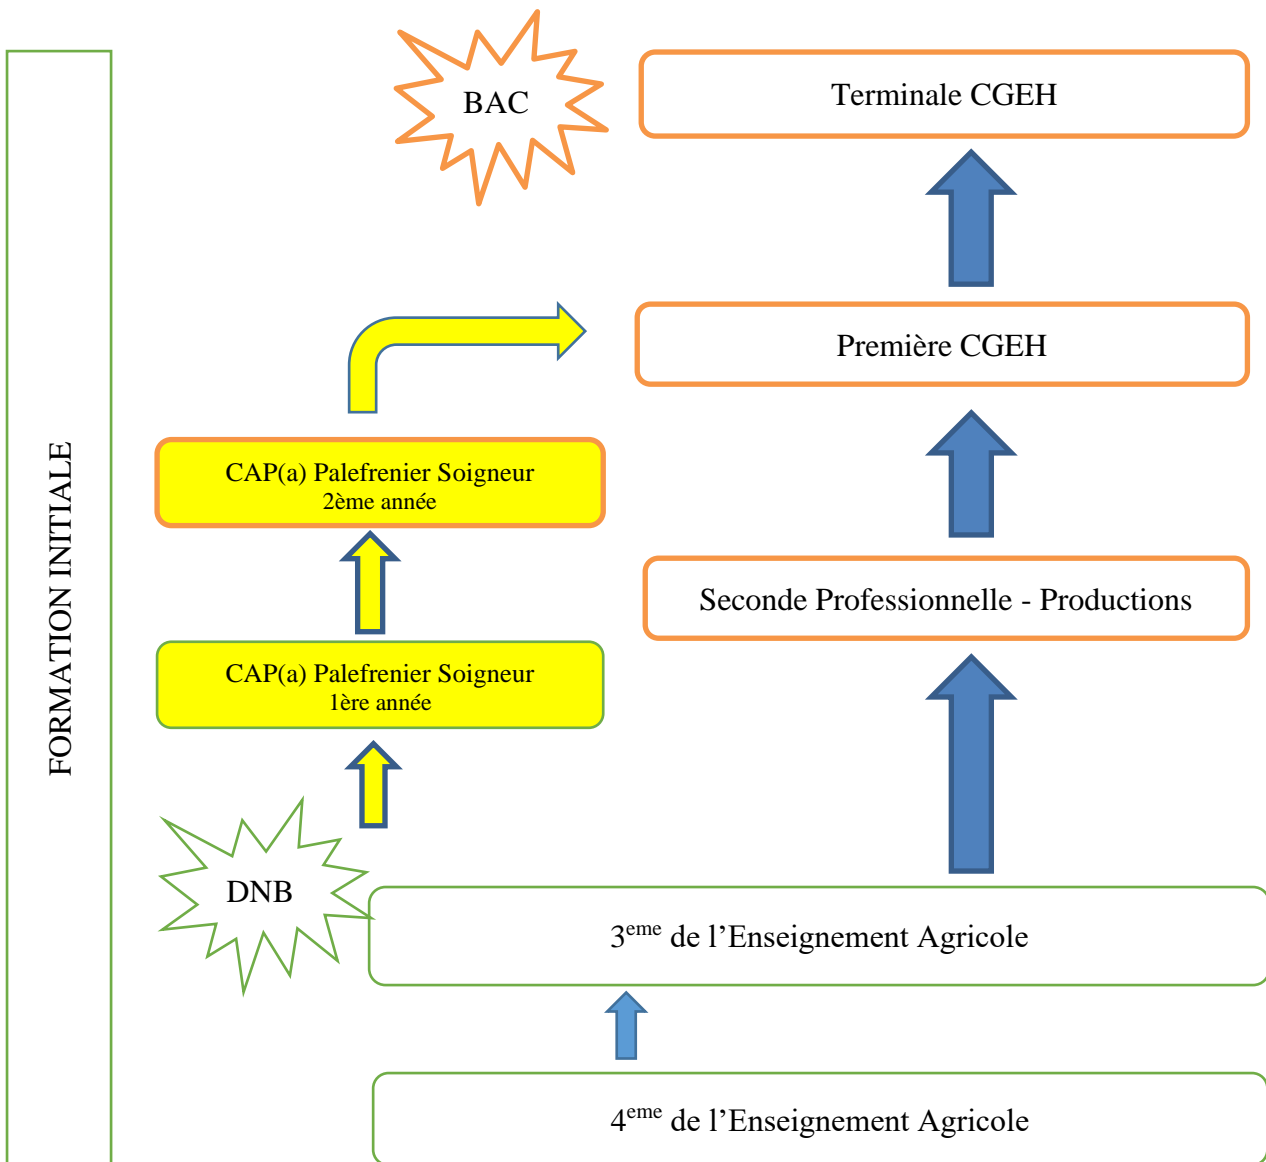 BAC
Terminale CGEH
Première CGEH
CAP(a) Palefrenier Soigneur
2ème année
Seconde Professionnelle - Productions
CAP(a) Palefrenier Soigneur
1ère année
FORMATION INITIALE
DNB
3eme de l’Enseignement Agricole
4eme de l’Enseignement Agricole